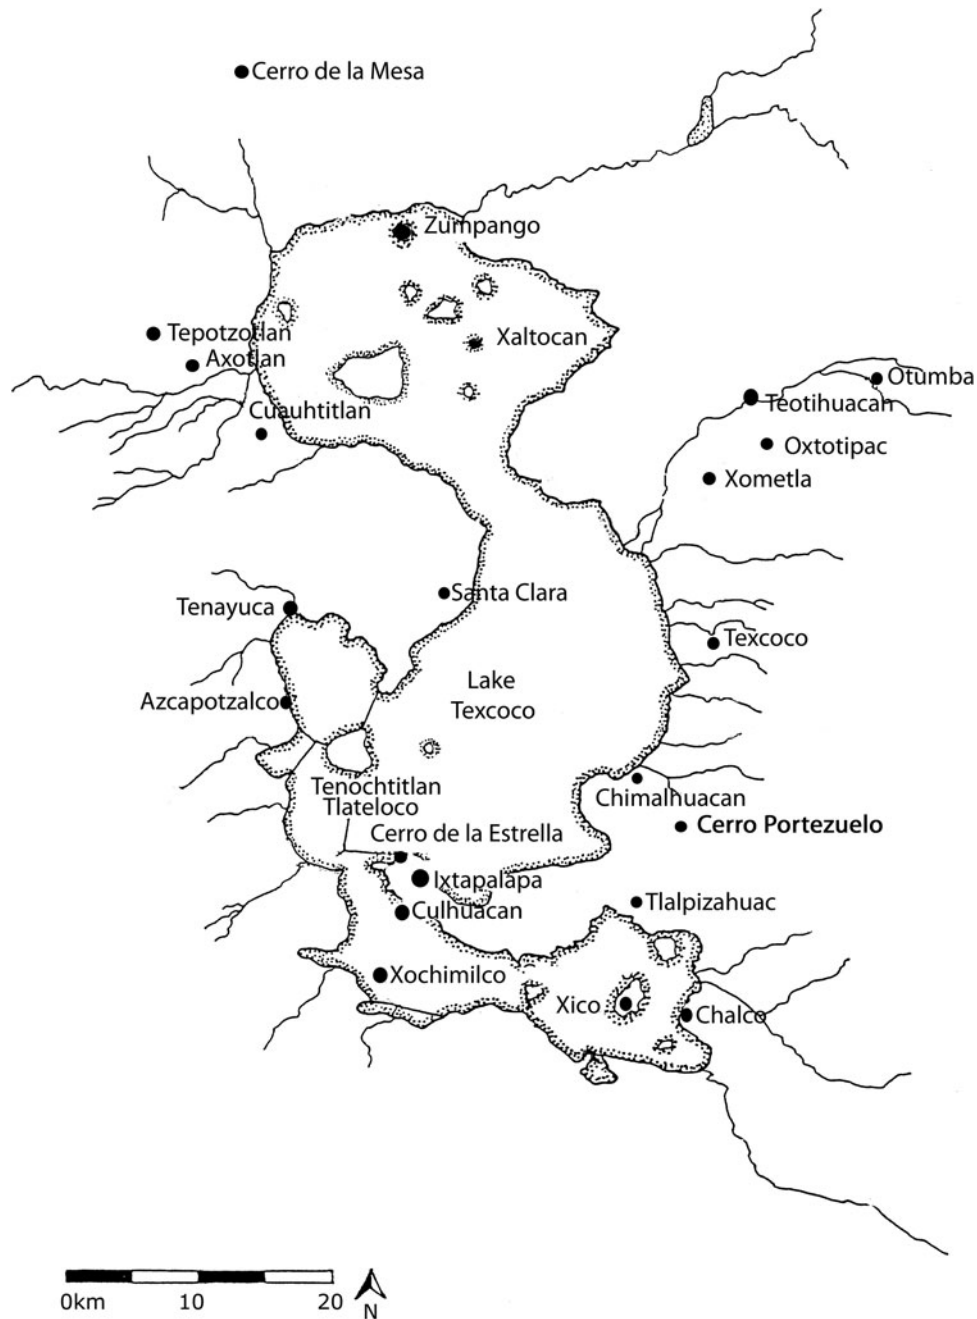 Cerro de la Mesa
Zumpango
Tepotzotlan
Xaltocan
Axotlan
Otumba
Teotihuacan
Cuauhtitlan
Oxtotipac
Xometla
Santa Clara
Tenayuca
Texcoco
Lake
Texcoco
Azcapotzalco
Tenochtitlan
Tlateloco
Chimalhuacan
Cerro Portezuelo
Cerro de la Estrella
Ixtapalapa
Tlalpizahuac
Culhuacan
Xochimilco
Xico
Chalco
0km 10 20
N